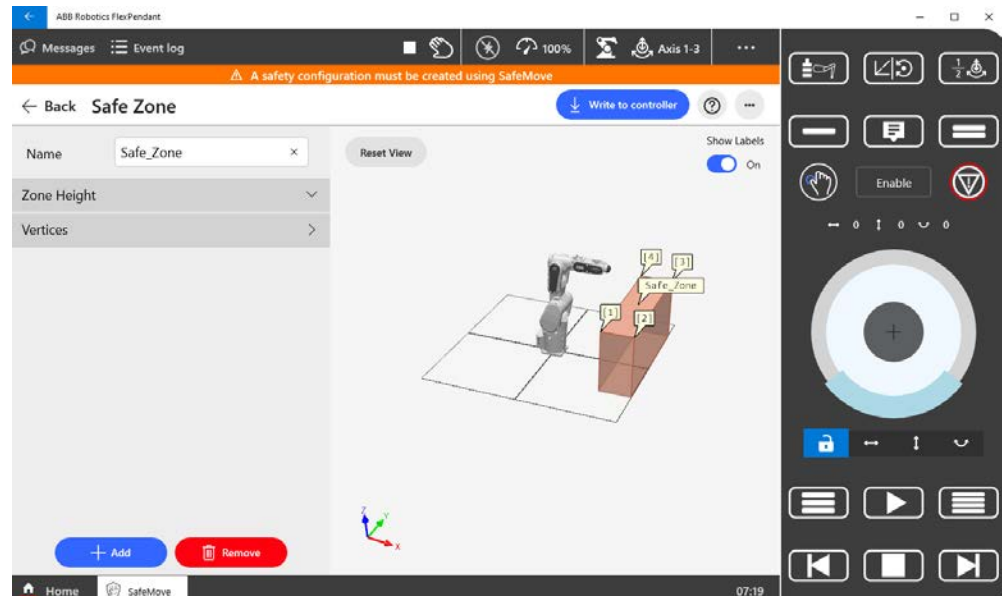 ABB Robotics FlexPendant
Messages Event log 100% Axis 1-3 ...
A safety configuration must be created using SafeMove
Back Safe Zone Write to controller ? ...
Name Safe_Zone × Reset View Show Labels
On
Zone Height
Vertices
[4] [3]
Safe_Zone
[1] [2]
Z Y
X
+ Add Remove
Home SafeMove 07:19
1/2
Enable
0 0 0
+